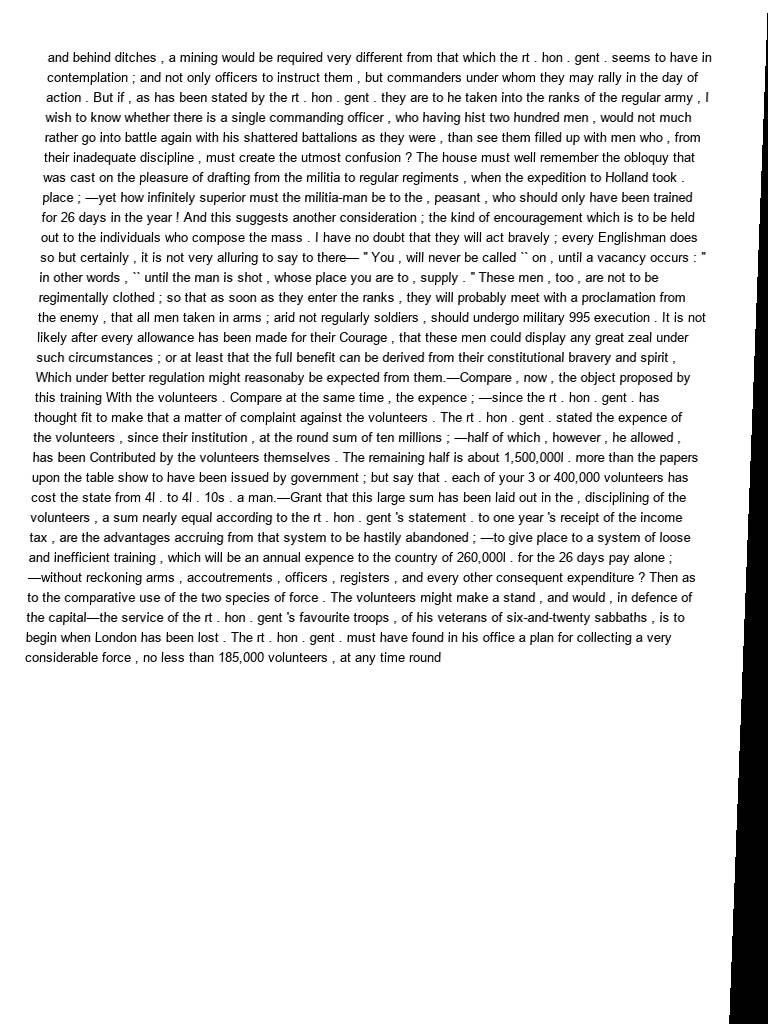 and behind ditches , a mining would be required very different from that which the rt . hon . gent . seems to have in
contemplation ; and not only officers to instruct them , but commanders under whom they may rally in the day of
action . But if , as has been stated by the rt . hon . gent . they are to he taken into the ranks of the regular army , I
wish to know whether there is a single commanding officer , who having hist two hundred men , would not much
rather go into battle again with his shattered battalions as they were , than see them filled up with men who , from
their inadequate discipline , must create the utmost confusion ? The house must well remember the obloquy that
was cast on the pleasure of drafting from the militia to regular regiments , when the expedition to Holland took .
place ; —yet how infinitely superior must the militia-man be to the , peasant , who should only have been trained
for 26 days in the year ! And this suggests another consideration ; the kind of encouragement which is to be held
out to the individuals who compose the mass . I have no doubt that they will act bravely ; every Englishman does
so but certainly , it is not very alluring to say to there— " You , will never be called `` on , until a vacancy occurs : "
in other words , `` until the man is shot , whose place you are to , supply . " These men , too , are not to be
regimentally clothed ; so that as soon as they enter the ranks , they will probably meet with a proclamation from
the enemy , that all men taken in arms ; arid not regularly soldiers , should undergo military 995 execution . It is not
likely after every allowance has been made for their Courage , that these men could display any great zeal under
such circumstances ; or at least that the full benefit can be derived from their constitutional bravery and spirit ,
Which under better regulation might reasonaby be expected from them.—Compare , now , the object proposed by
this training With the volunteers . Compare at the same time , the expence ; —since the rt . hon . gent . has
thought fit to make that a matter of complaint against the volunteers . The rt . hon . gent . stated the expence of
the volunteers , since their institution , at the round sum of ten millions ; —half of which , however , he allowed ,
has been Contributed by the volunteers themselves . The remaining half is about 1,500,000l . more than the papers
upon the table show to have been issued by government ; but say that . each of your 3 or 400,000 volunteers has
cost the state from 4l . to 4l . 10s . a man.—Grant that this large sum has been laid out in the , disciplining of the
volunteers , a sum nearly equal according to the rt . hon . gent 's statement . to one year 's receipt of the income
tax , are the advantages accruing from that system to be hastily abandoned ; —to give place to a system of loose
and inefficient training , which will be an annual expence to the country of 260,000l . for the 26 days pay alone ;
—without reckoning arms , accoutrements , officers , registers , and every other consequent expenditure ? Then as
to the comparative use of the two species of force . The volunteers might make a stand , and would , in defence of
the capital—the service of the rt . hon . gent 's favourite troops , of his veterans of six-and-twenty sabbaths , is to
begin when London has been lost . The rt . hon . gent . must have found in his office a plan for collecting a very
considerable force , no less than 185,000 volunteers , at any time round